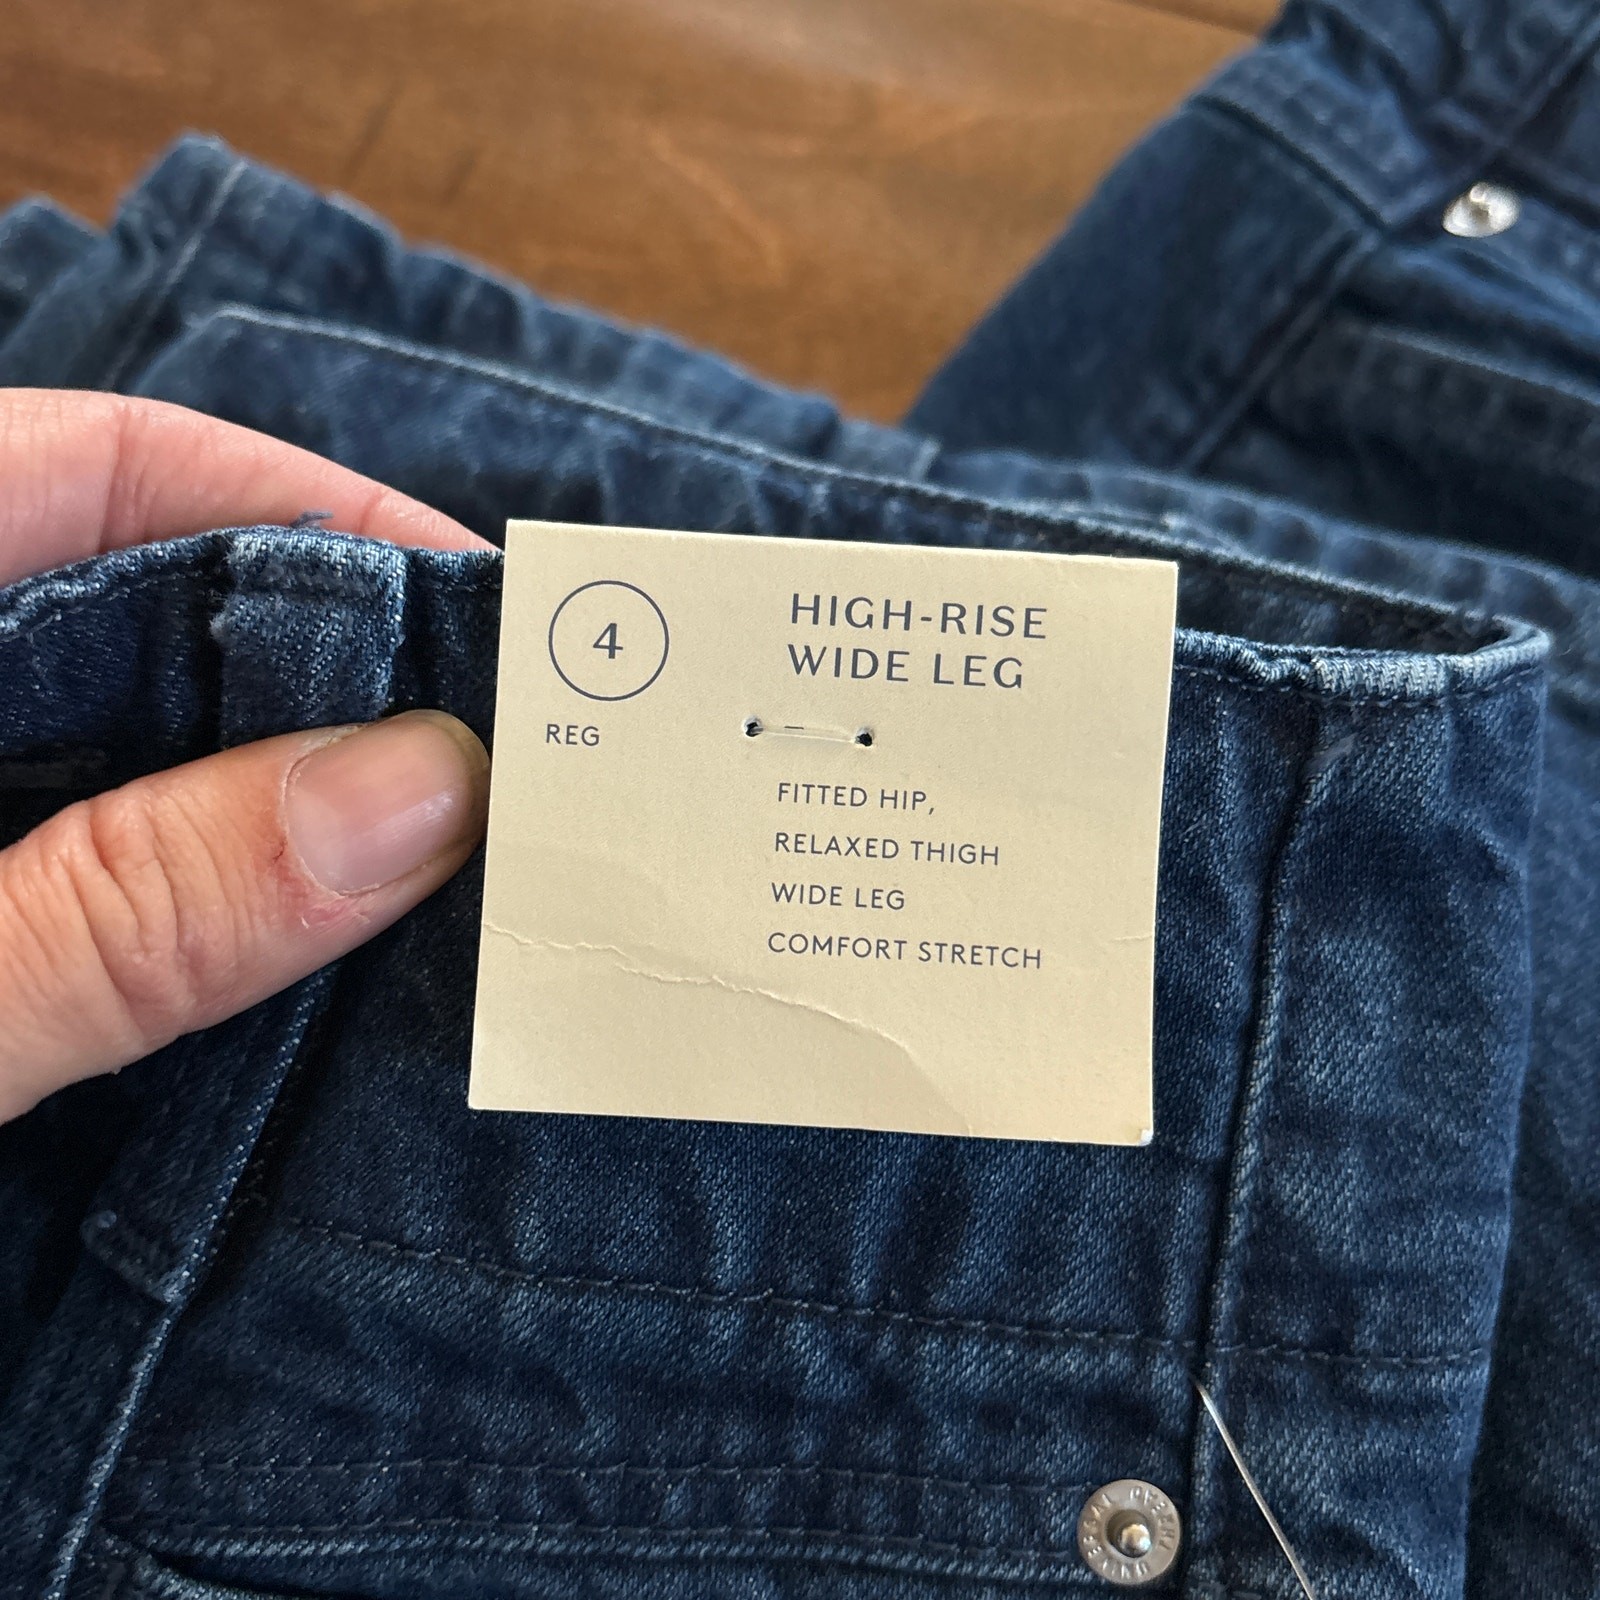 4
REG
HIGH-RISE
WIDE LEG
FITTED HIP,
RELAXED THIGH
WIDE LEG
COMFORT STRETCH